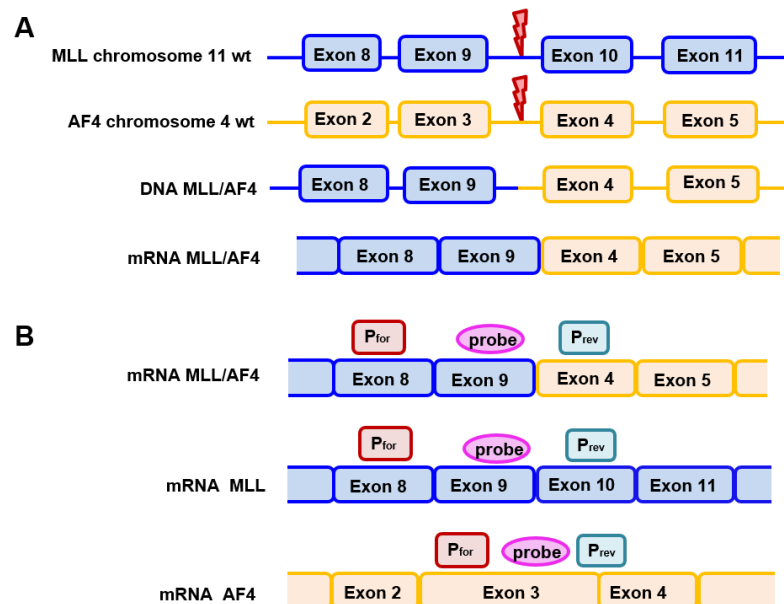 A
MLL chromosome 11 wt Exon 8 Exon 9 Exon 10 Exon 11
AF4 chromosome 4 wt Exon 2 Exon 3 Exon 4 Exon 5
DNA MLL/AF4 Exon 8 Exon 9 Exon 4 Exon 5
mRNA MLL/AF4 Exon 8 Exon 9 Exon 4 Exon 5
B
Pfor probe Prev
mRNA MLL/AF4 Exon 8 Exon 9 Exon 4 Exon 5
Pfor probe Prev
mRNA MLL Exon 8 Exon 9 Exon 10 Exon 11
Pfor probe Prev
mRNA AF4 Exon 2 Exon 3 Exon 4